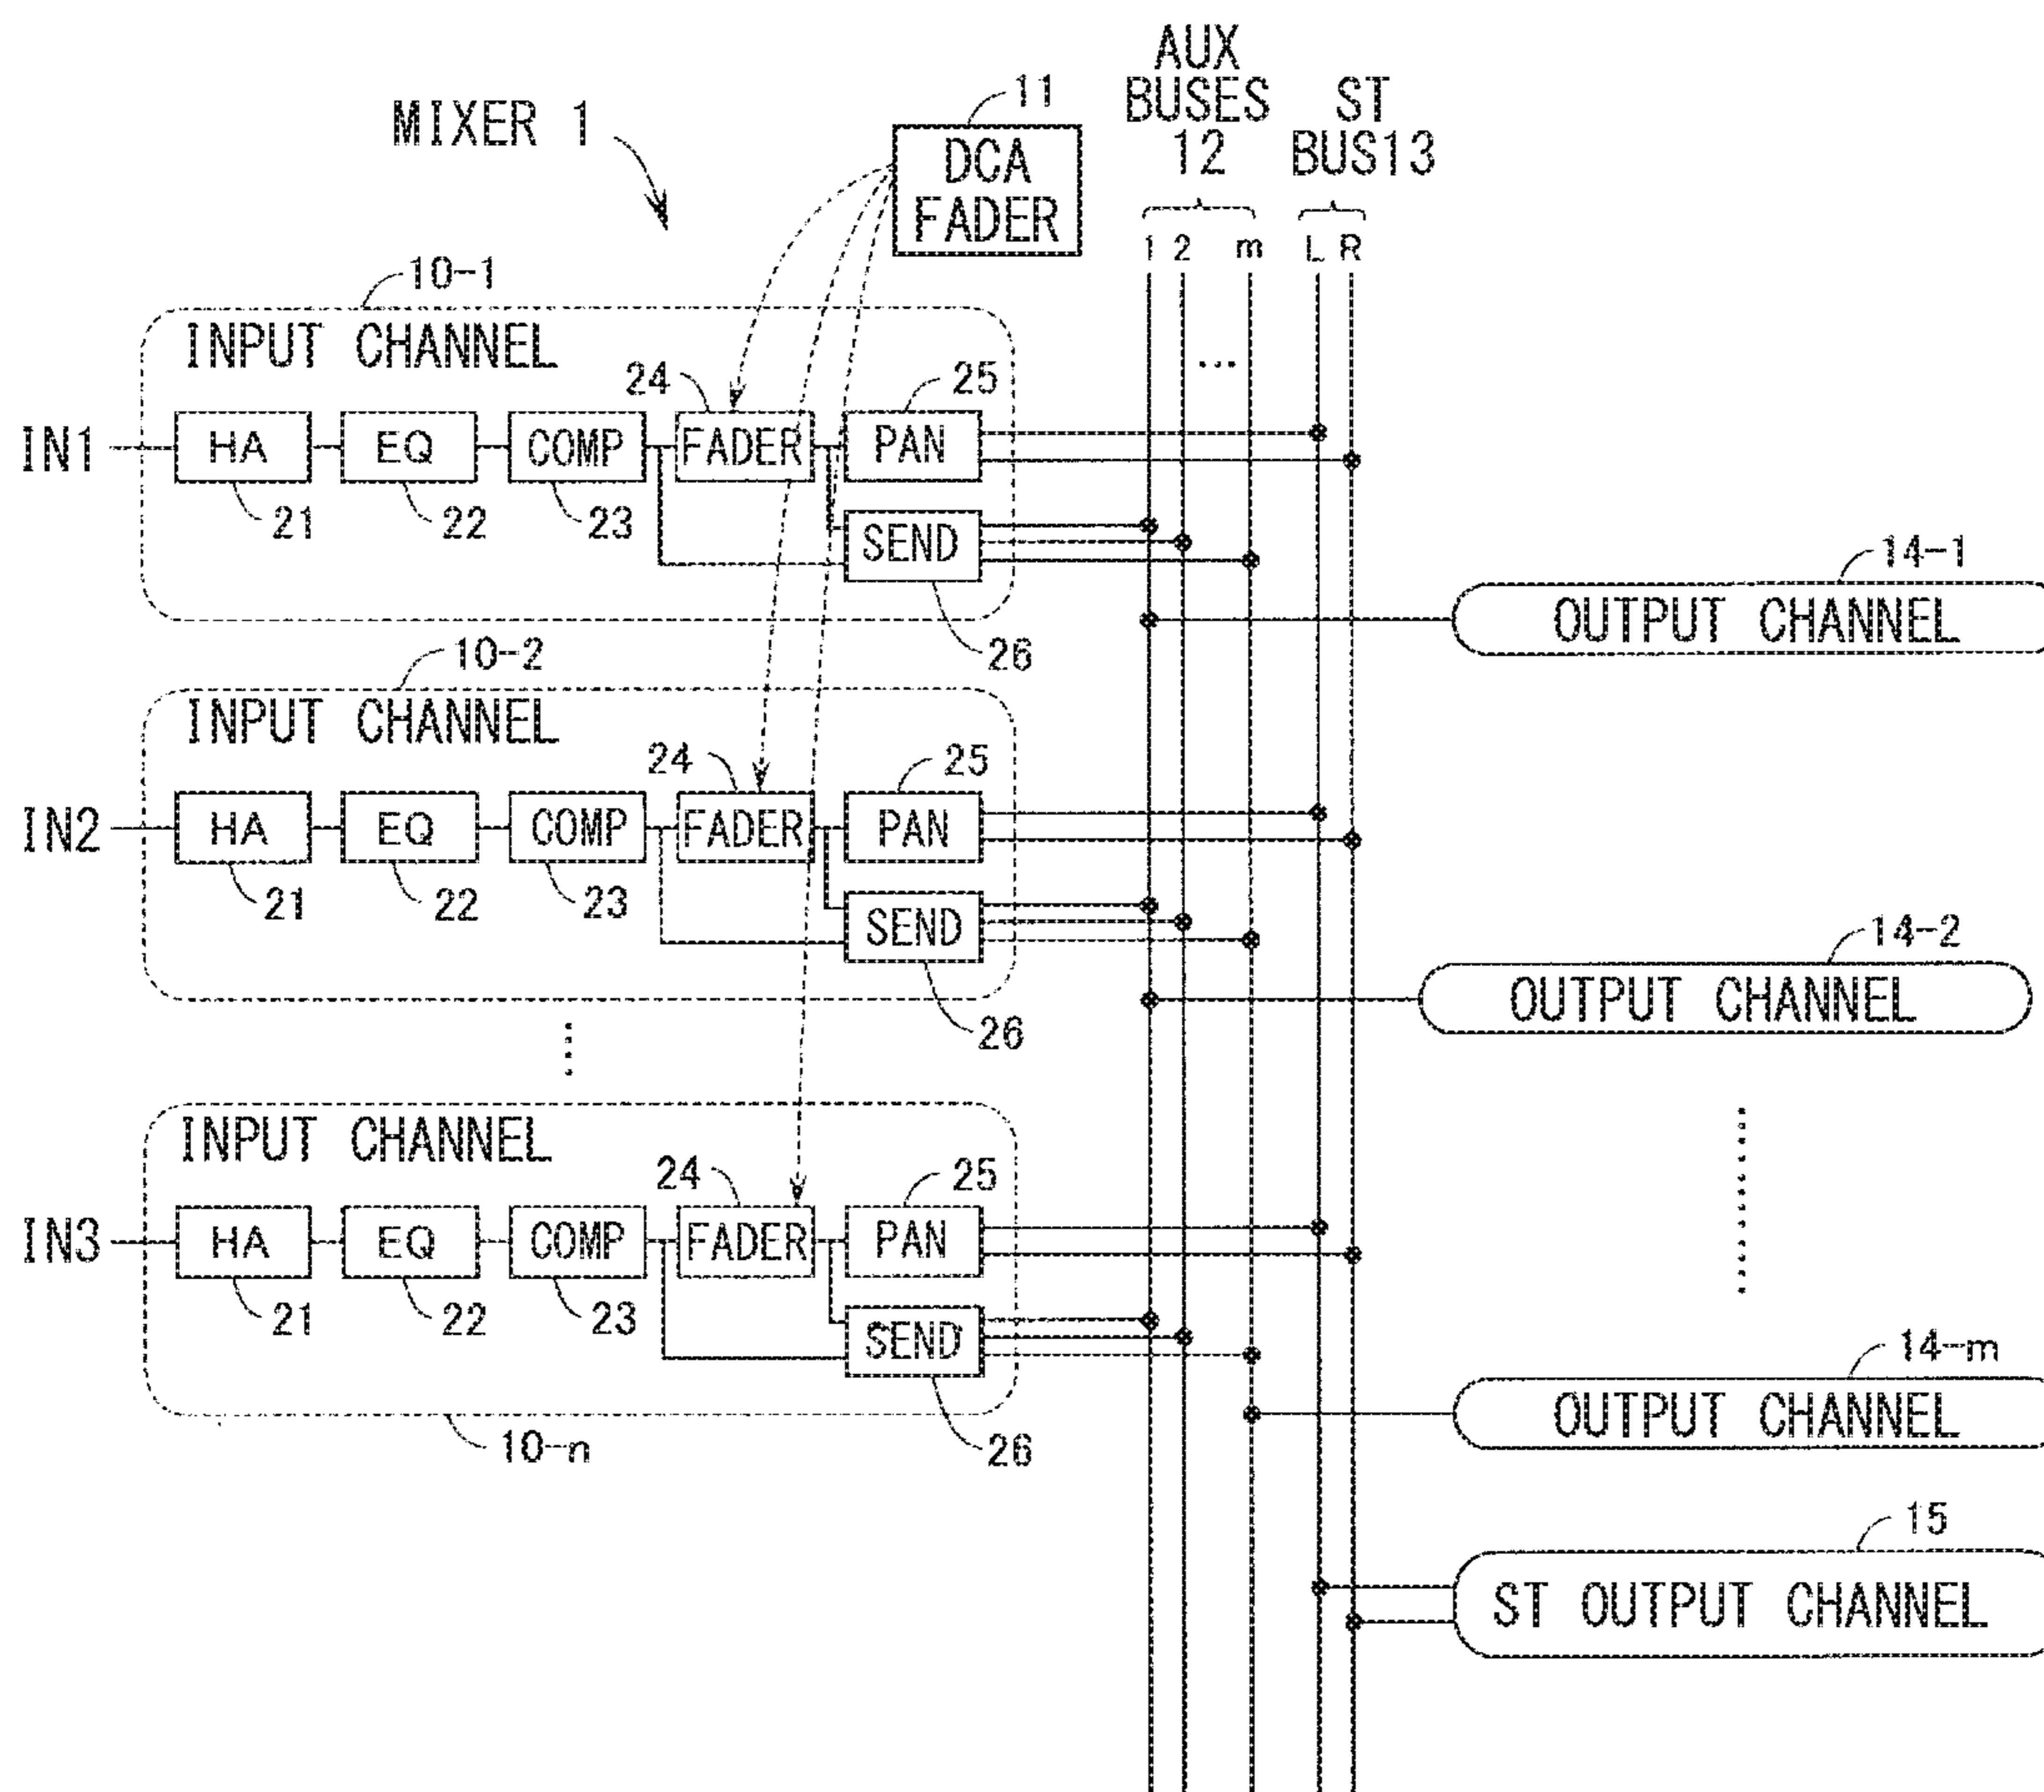 MIXER 1
11
DCA
FADER
AUX
BUSES
12
ST
BUS13
1 2 ... m L R
10-1
INPUT CHANNEL
24
25
IN1
HA
EQ
COMP
FADER
PAN
21
22
23
SEND
26
14-1
OUTPUT CHANNEL
10-2
INPUT CHANNEL
24
25
IN2
HA
EQ
COMP
FADER
PAN
21
22
23
SEND
26
14-2
OUTPUT CHANNEL
INPUT CHANNEL
24
25
IN3
HA
EQ
COMP
FADER
PAN
21
22
23
SEND
26
10-n
14-m
OUTPUT CHANNEL
15
ST OUTPUT CHANNEL